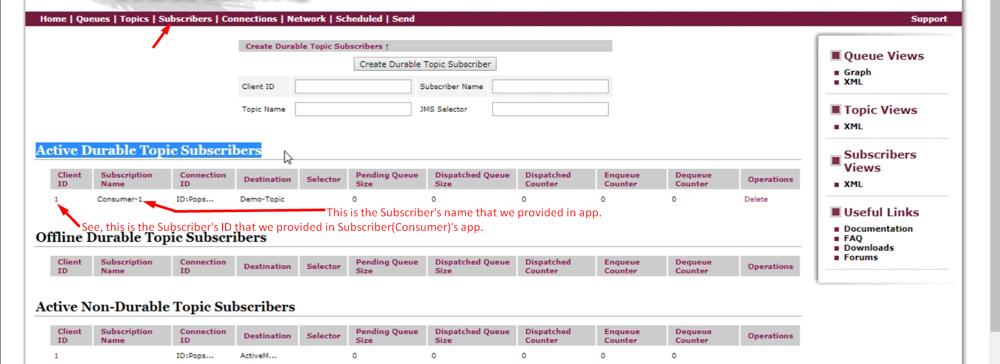 Home | Queues | Topics | Subscribers | Connections | Network | Scheduled | Send
Support
Create Durable Topic Subscribers ↑
Create Durable Topic Subscriber
Client ID
Subscriber Name
Topic Name
JMS Selector
Active Durable Topic Subscribers
Client ID Subscription Name Connection ID Destination Selector Pending Queue Size Dispatched Queue Size Dispatched Counter Enqueue Counter Dequeue Counter Operations
1 Consumer-1 ID:Pops... Demo-Topic 0 0 0 0 0 Delete
This is the Subscriber's name that we provided in app.
See, this is the Subscriber's ID that we provided in Subscriber(Consumer)'s app.
Offline Durable Topic Subscribers
Client ID Subscription Name Connection ID Destination Selector Pending Queue Size Dispatched Queue Size Dispatched Counter Enqueue Counter Dequeue Counter Operations
Active Non-Durable Topic Subscribers
Client ID Subscription Name Connection ID Destination Selector Pending Queue Size Dispatched Queue Size Dispatched Counter Enqueue Counter Dequeue Counter Operations
1 ID:Pops... ActiveM... 0 0 0 0 0
Queue Views
Graph
XML
Topic Views
XML
Subscribers
Views
XML
Useful Links
Documentation
FAQ
Downloads
Forums